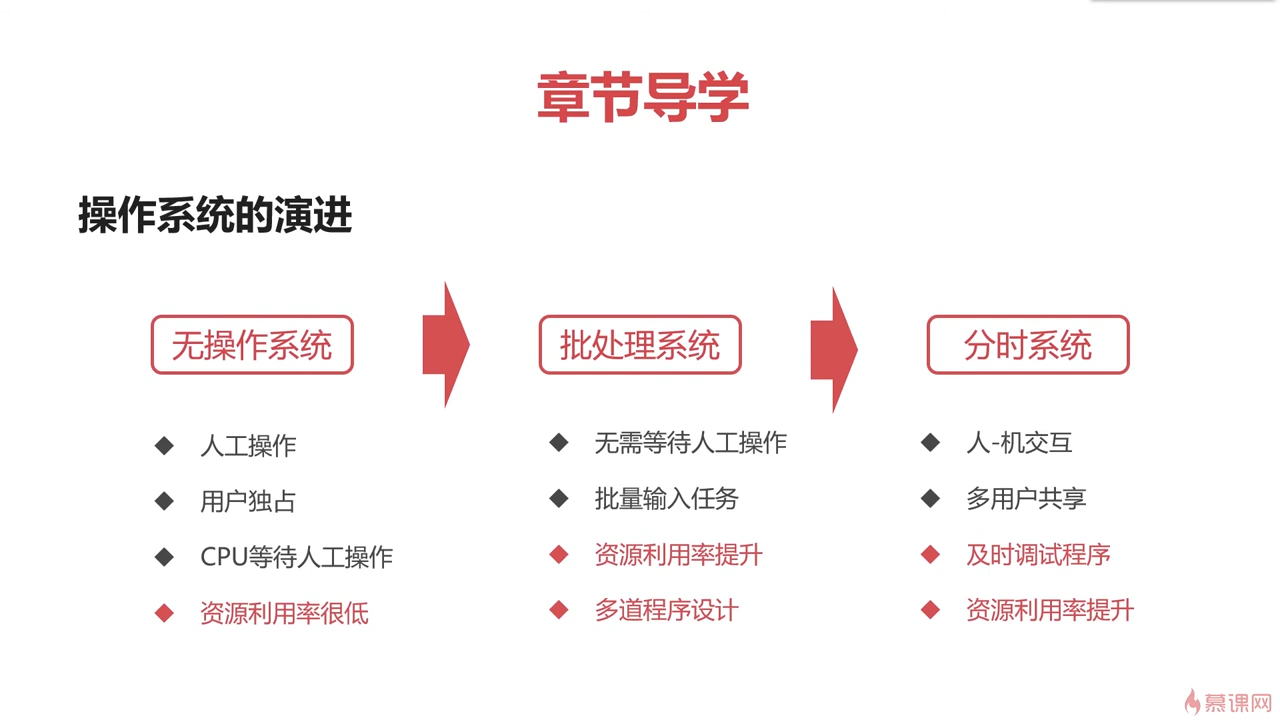 章节导学
操作系统的演进
无操作系统
人工操作
用户独占
CPU等待人工操作
资源利用率很低
批处理系统
无需等待人工操作
批量输入任务
资源利用率提升
多道程序设计
分时系统
人-机交互
多用户共享
及时调试程序
资源利用率提升
慕课网